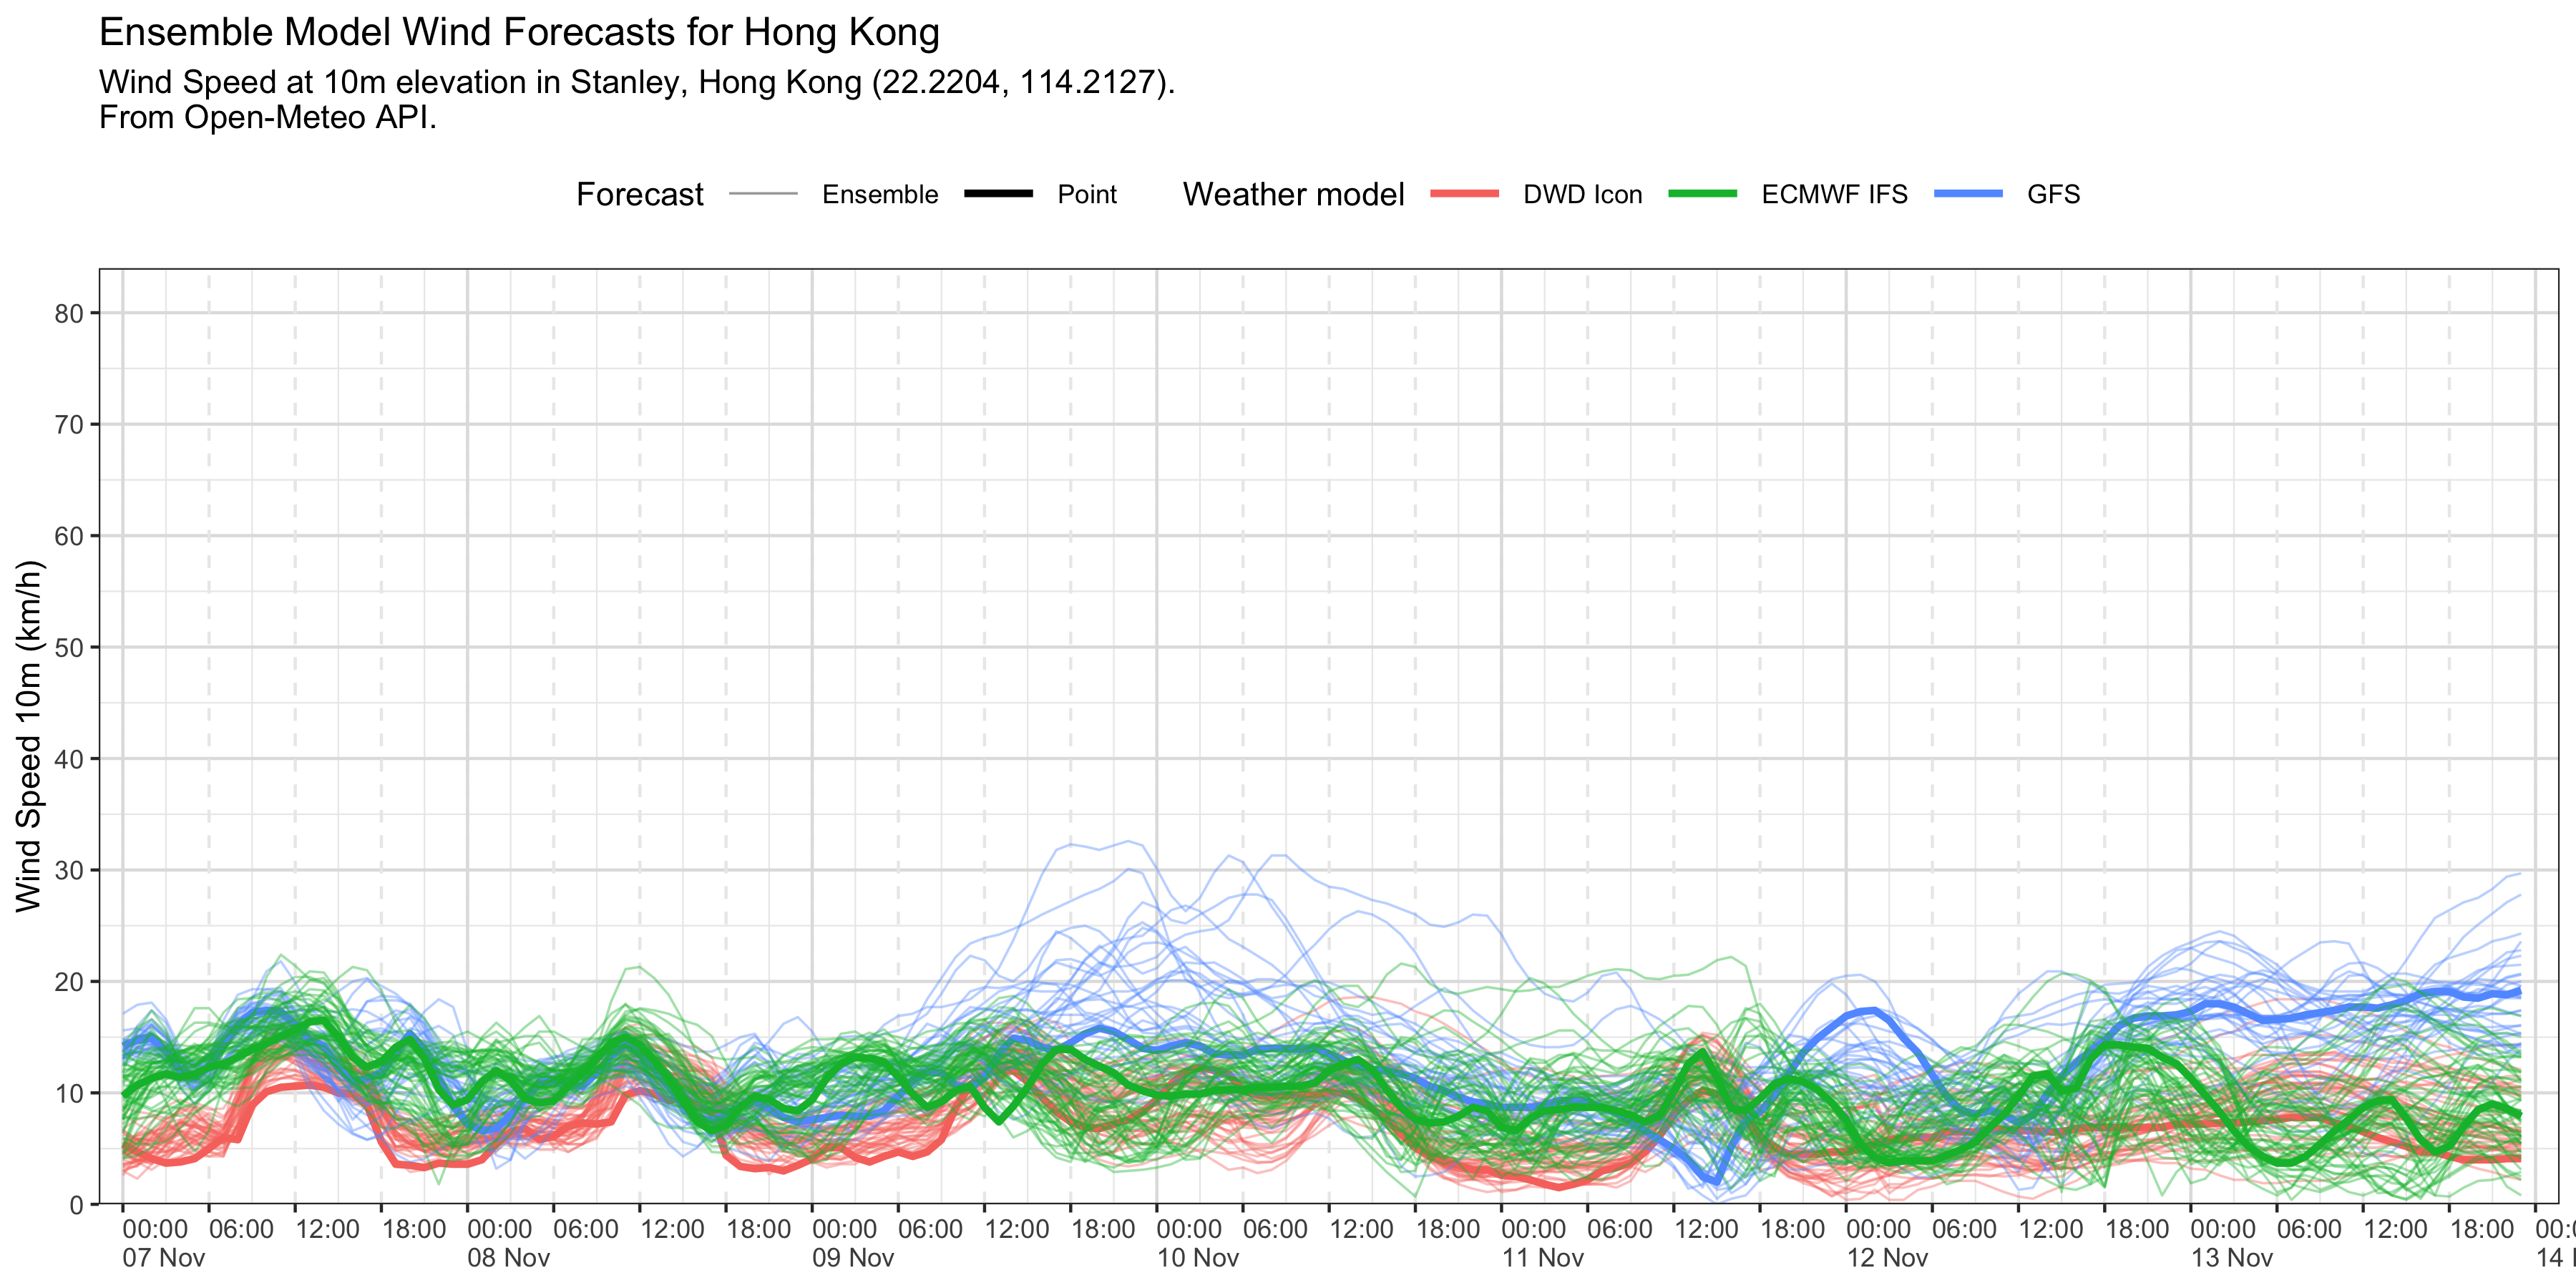 Ensemble Model Wind Forecasts for Hong Kong
Wind Speed at 10m elevation in Stanley, Hong Kong (22.2204, 114.2127).
From Open-Meteo API.
Forecast Ensemble Point Weather model DWD Icon ECMWF IFS GFS
Wind Speed 10m (km/h)
80
70
60
50
40
30
20
10
0
00:00 06:00 12:00 18:00 00:00 06:00 12:00 18:00 00:00 06:00 12:00 18:00 00:00 06:00 12:00 18:00 00:00 06:00 12:00 18:00 00:00 06:00 12:00 18:00 00:00 06:00 12:00 18:00
07 Nov 08 Nov 09 Nov 10 Nov 11 Nov 12 Nov 13 Nov 14